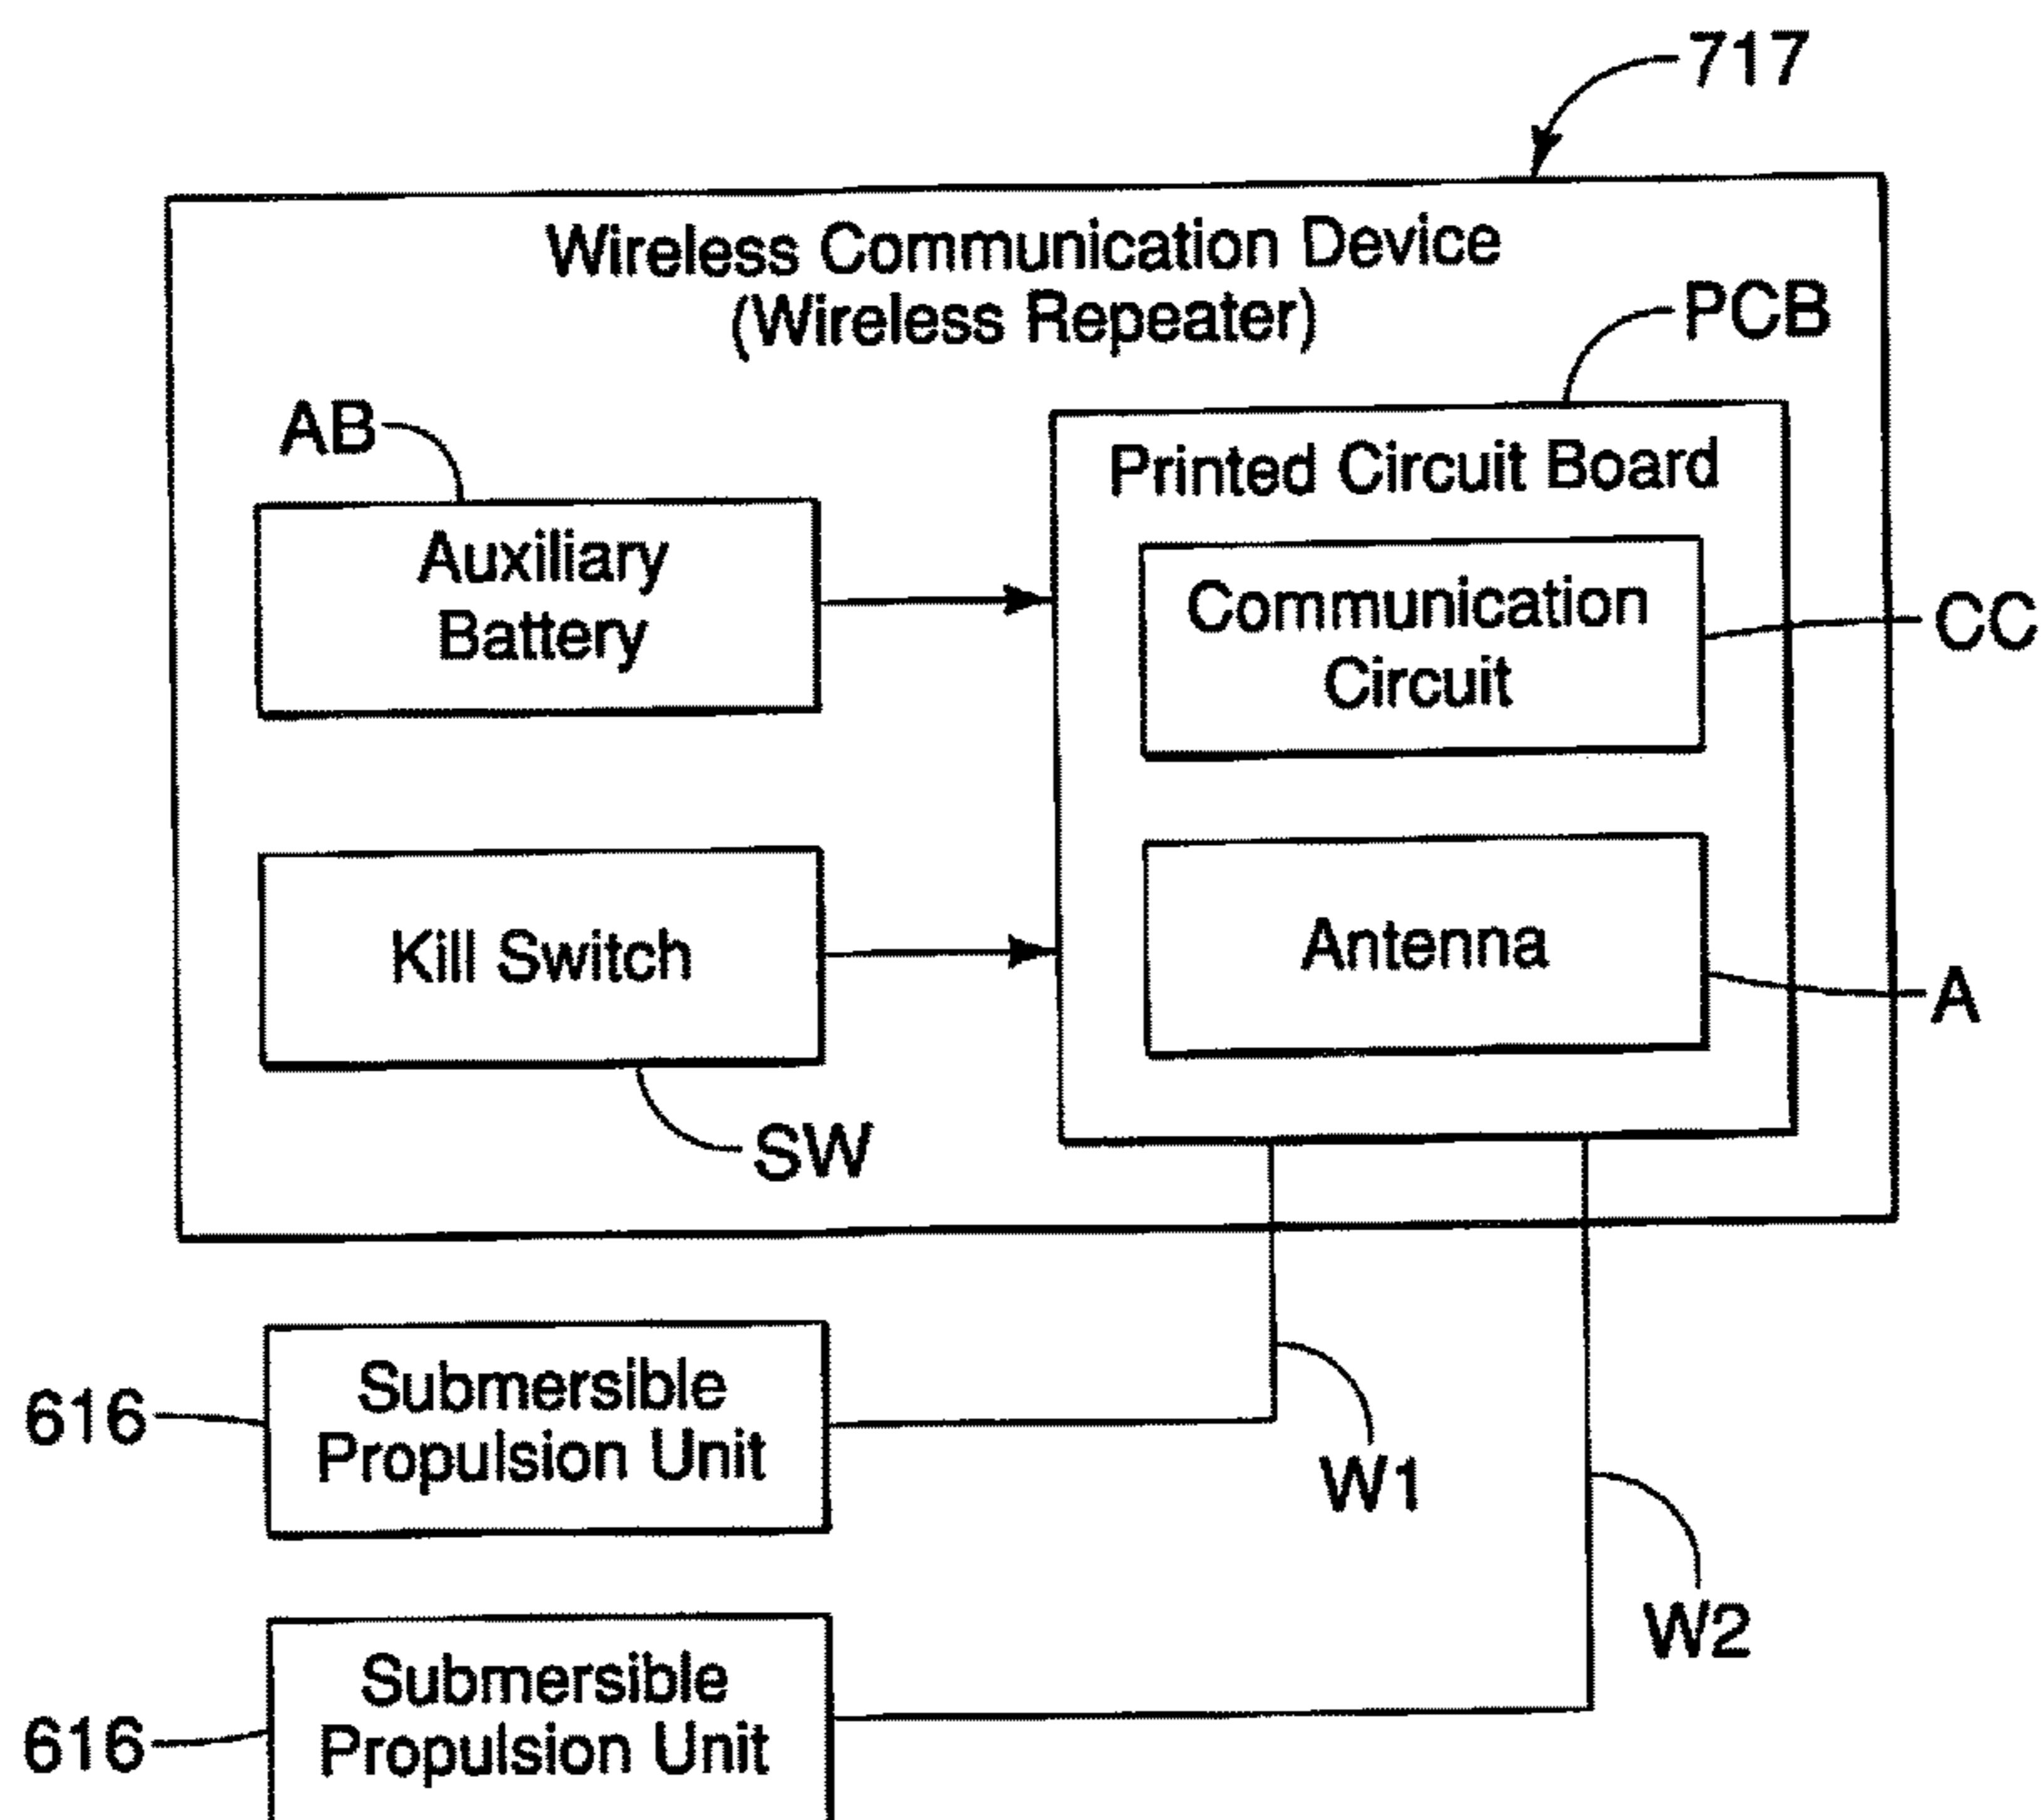 717
Wireless Communication Device
(Wireless Repeater)
PCB
AB
Printed Circuit Board
Auxiliary
Battery
Communication
Circuit
CC
Kill Switch
Antenna
A
SW
Submersible
Propulsion Unit
616
W1
W2
Submersible
Propulsion Unit
616